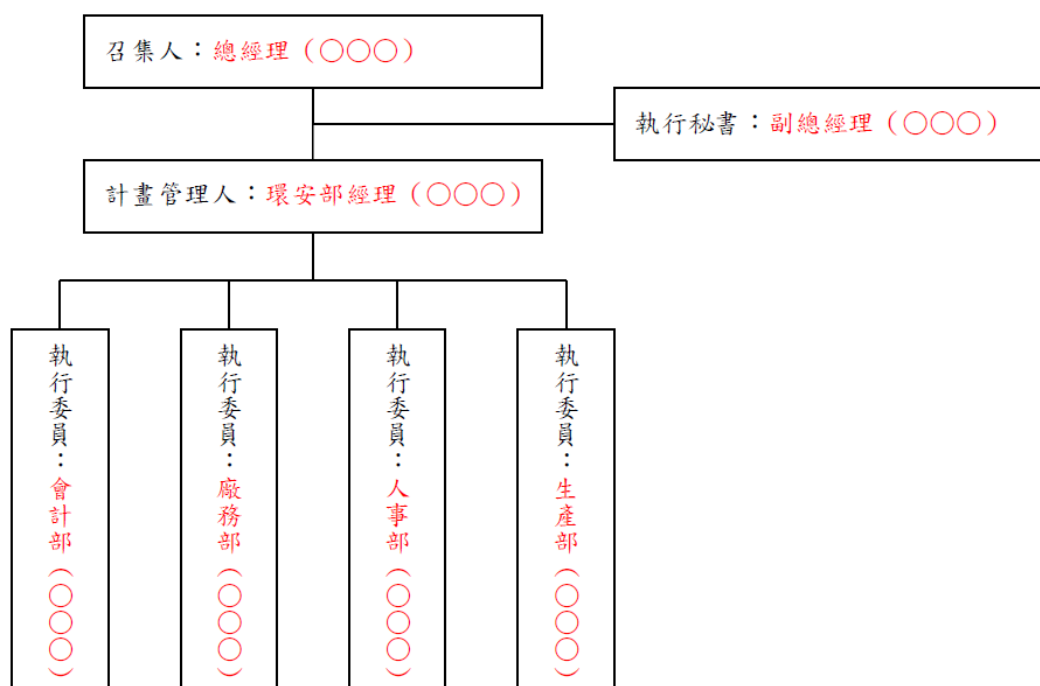 召集人：總經理（○○○）
執行秘書：副總經理（○○○）
計畫管理人：環安部經理（○○○）
執行委員：會計部（○○○）
執行委員：廠務部（○○○）
執行委員：人事部（○○○）
執行委員：生產部（○○○）